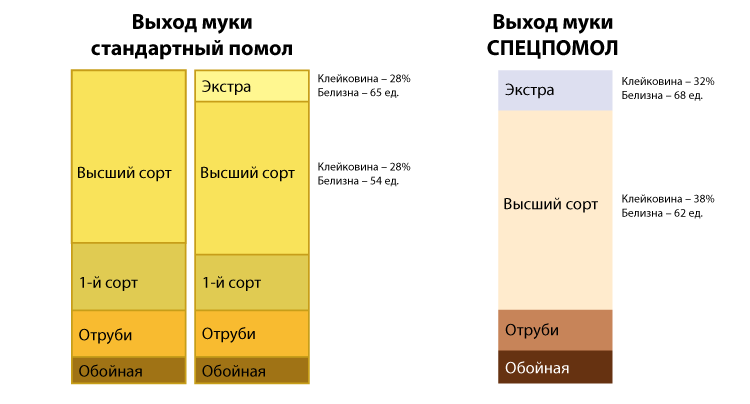 Выход муки
стандартный помол
Высший сорт
1-й сорт
Отруби
Обойная
Экстра
Высший сорт
1-й сорт
Отруби
Обойная
Клейковина – 28%
Белизна – 65 ед.
Клейковина – 28%
Белизна – 54 ед.
Выход муки
СПЕЦПОМОЛ
Экстра
Высший сорт
Отруби
Обойная
Клейковина – 32%
Белизна – 68 ед.
Клейковина – 38%
Белизна – 62 ед.